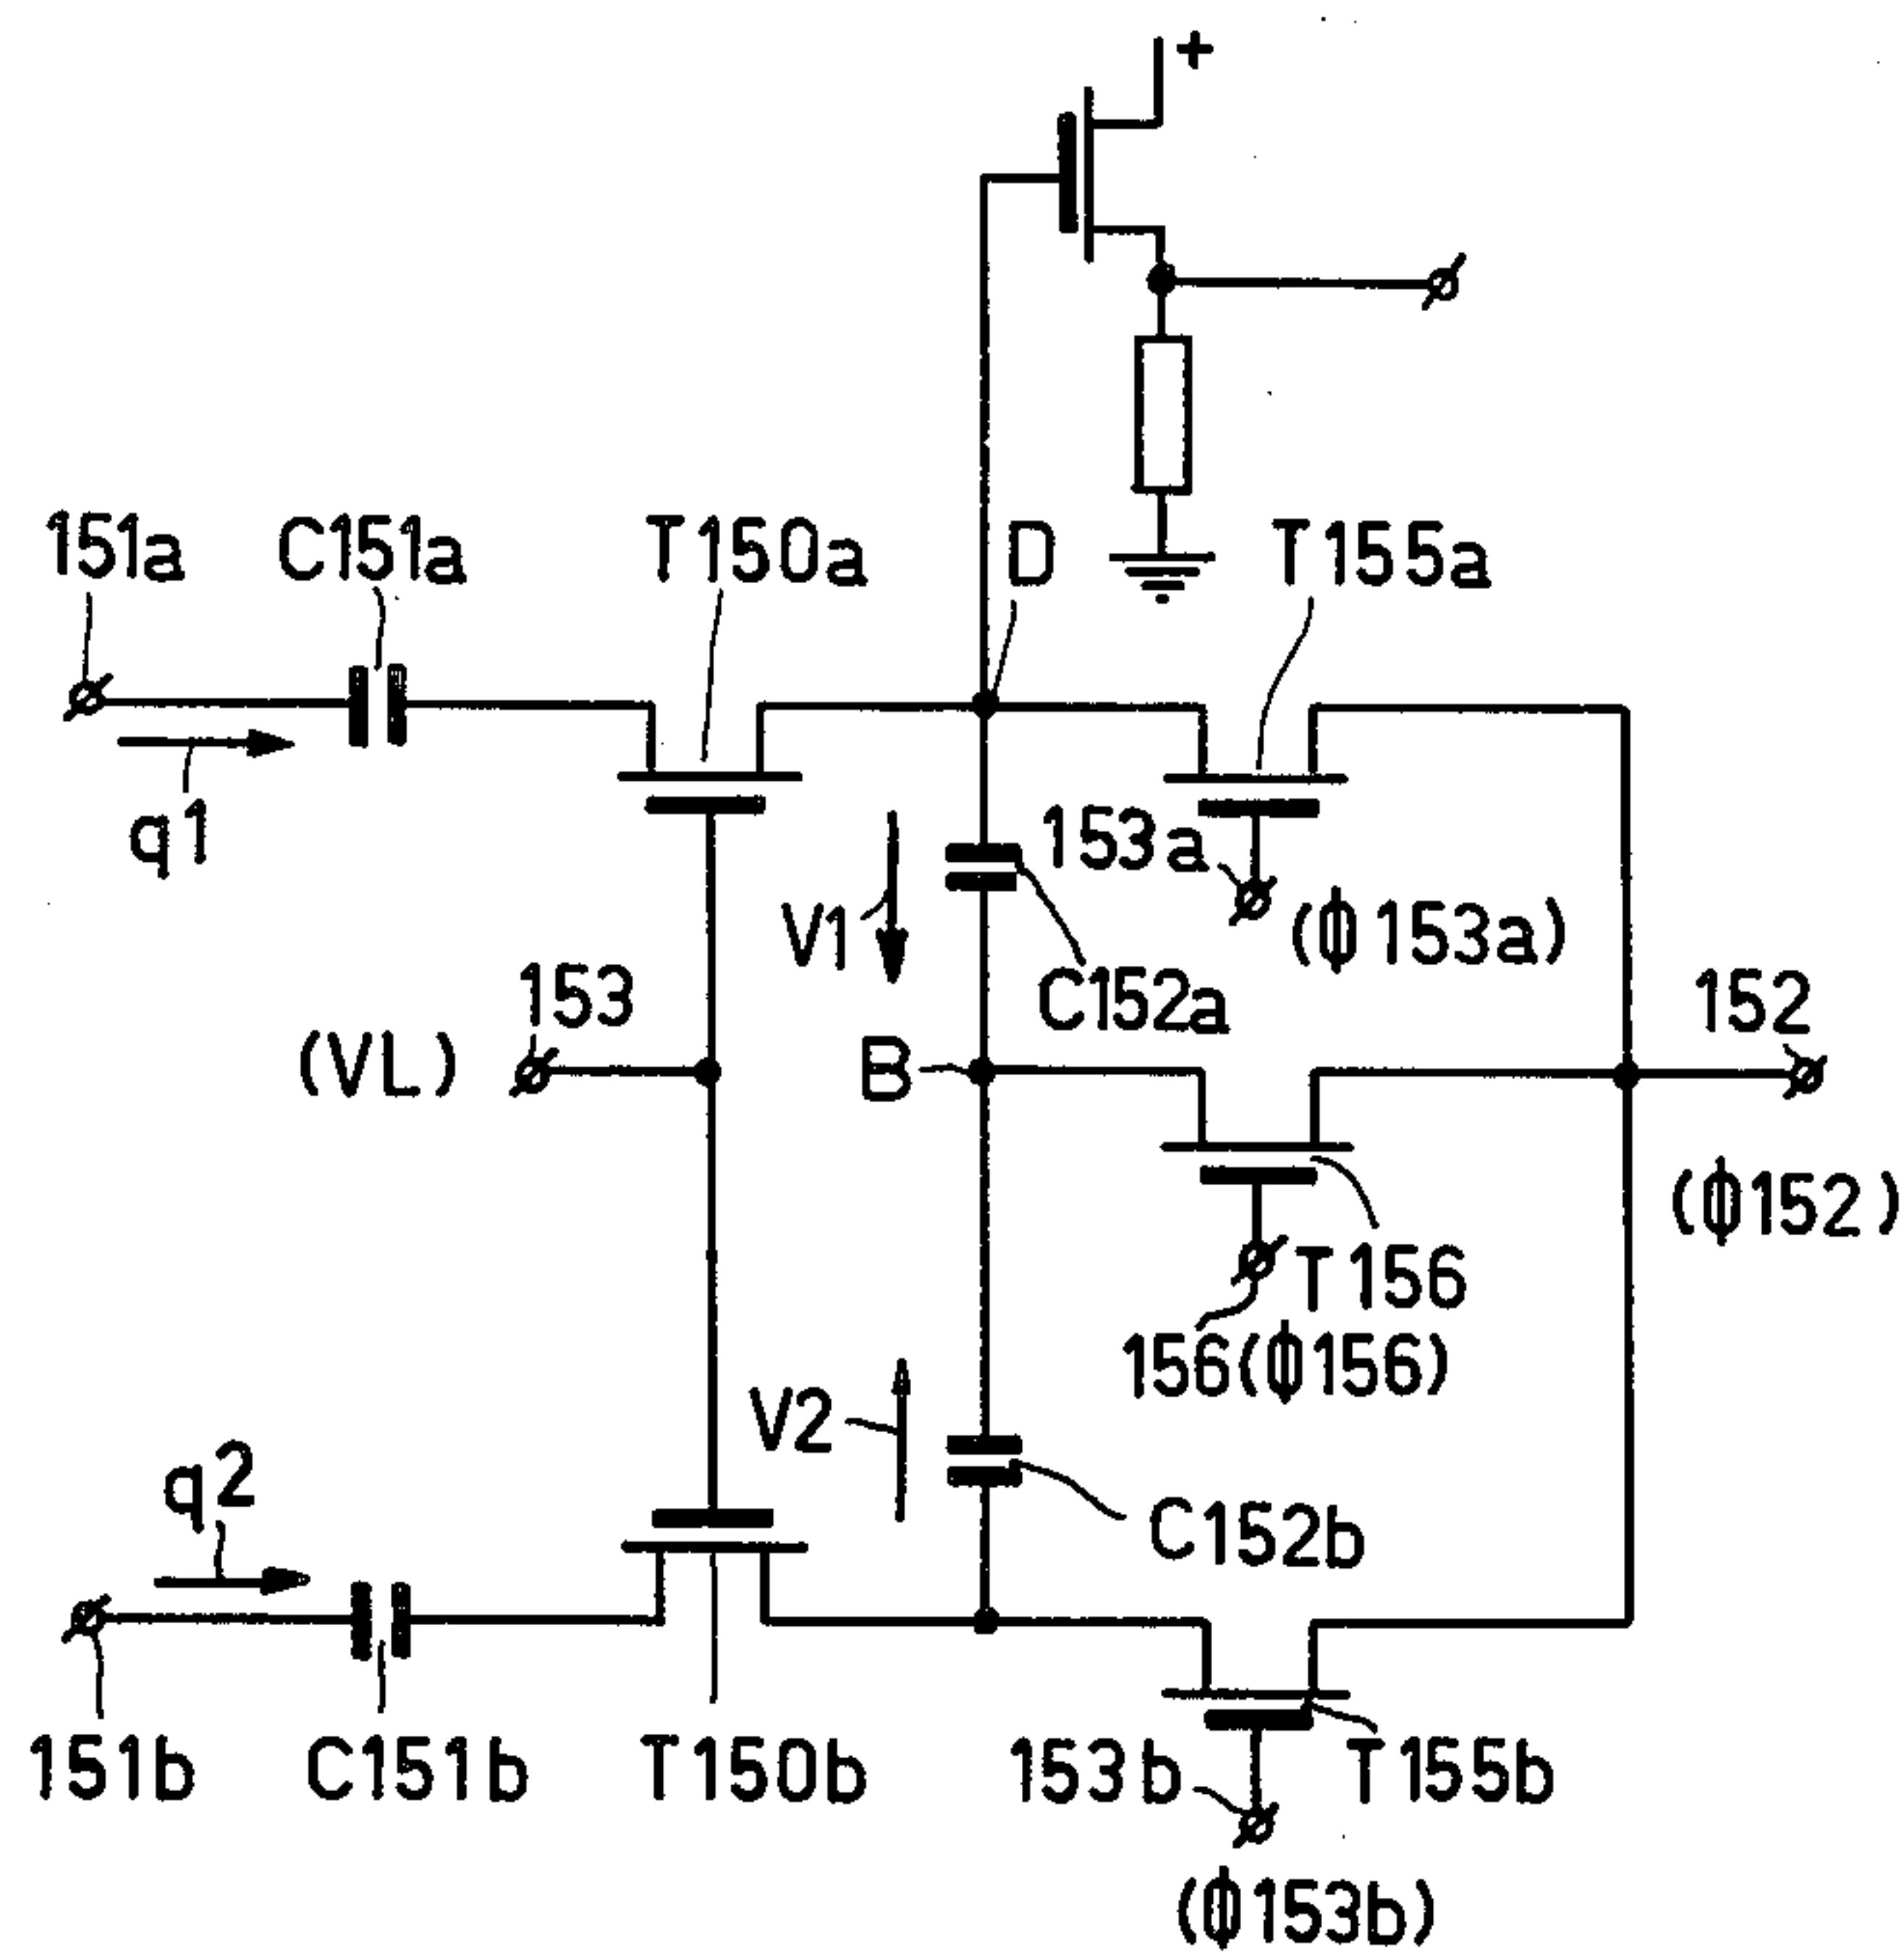 +
151a C151a T150a D T155a
q1
153a
V1
(ϕ153a)
C152a
153
152
(VL)
B
(ϕ152)
T156
156(ϕ156)
V2
q2
C152b
151b C151b T150b 153b T155b
(ϕ153b)